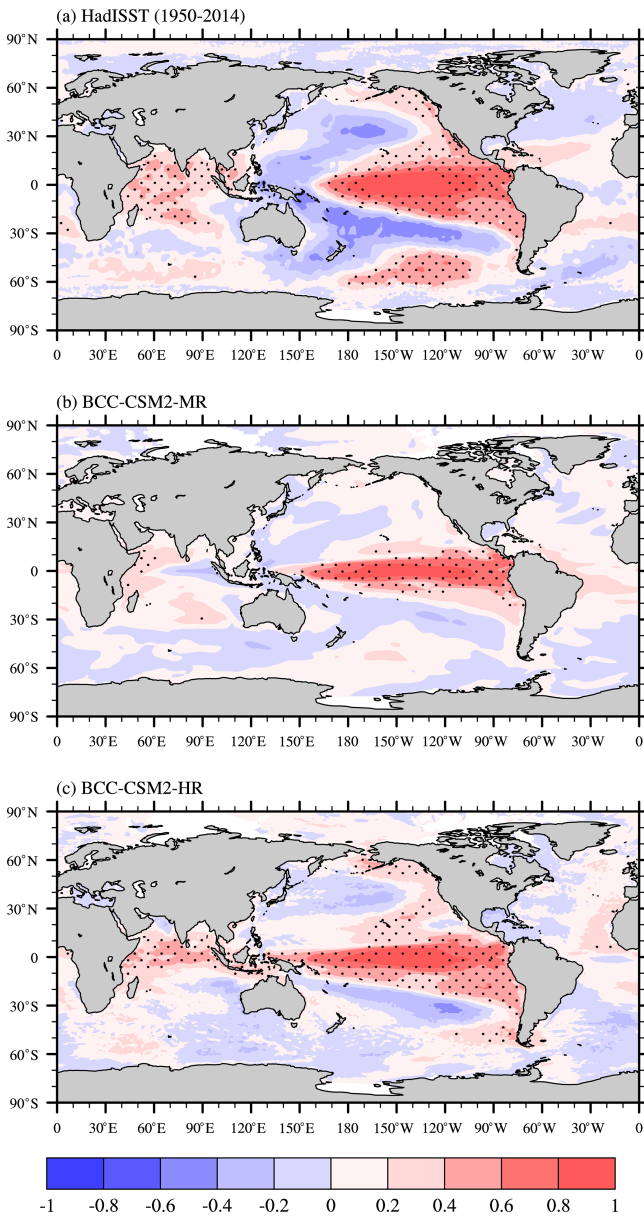 (a) HadISST (1950-2014)
90°N
60°N
30°N
0
30°S
60°S
90°S
0 30°E 60°E 90°E 120°E 150°E 180 150°W 120°W 90°W 60°W 30°W 0
(b) BCC-CSM2-MR
90°N
60°N
30°N
0
30°S
60°S
90°S
0 30°E 60°E 90°E 120°E 150°E 180 150°W 120°W 90°W 60°W 30°W 0
(c) BCC-CSM2-HR
90°N
60°N
30°N
0
30°S
60°S
90°S
0 30°E 60°E 90°E 120°E 150°E 180 150°W 120°W 90°W 60°W 30°W 0
-1 -0.8 -0.6 -0.4 -0.2 0 0.2 0.4 0.6 0.8 1